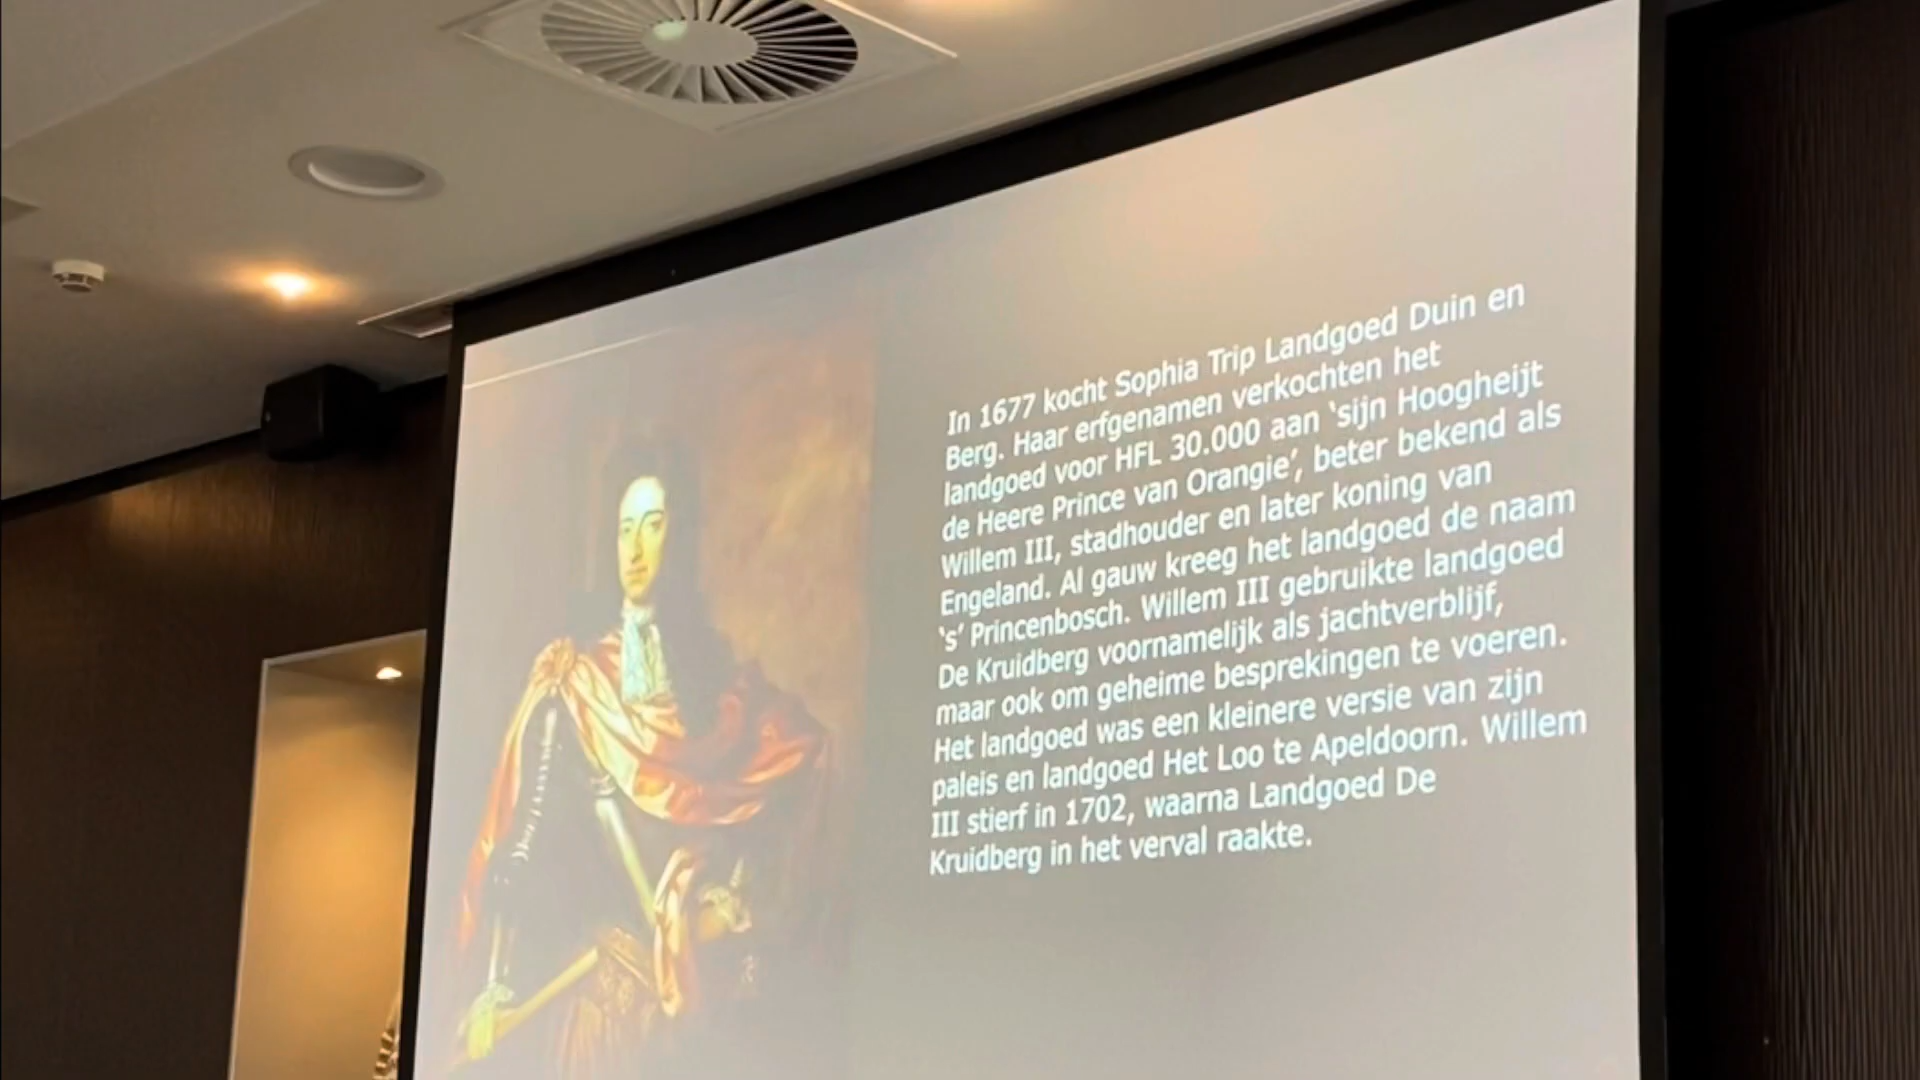 In 1677 kocht Sophia Trip Landgoed Duin en
Berg. Haar erfgenamen verkochten het
landgoed voor HFL 30.000 aan ‘sijn Hoogheijt
de Heere Prince van Orangie’, beter bekend als
Willem III, stadhouder en later koning van
Engeland. Al gauw kreeg het landgoed de naam
‘s’ Princenbosch. Willem III gebruikte landgoed
De Kruidberg voornamelijk als jachtverblijf,
maar ook om geheime besprekingen te voeren.
Het landgoed was een kleinere versie van zijn
paleis en landgoed Het Loo te Apeldoorn. Willem
III stierf in 1702, waarna Landgoed De
Kruidberg in het verval raakte.